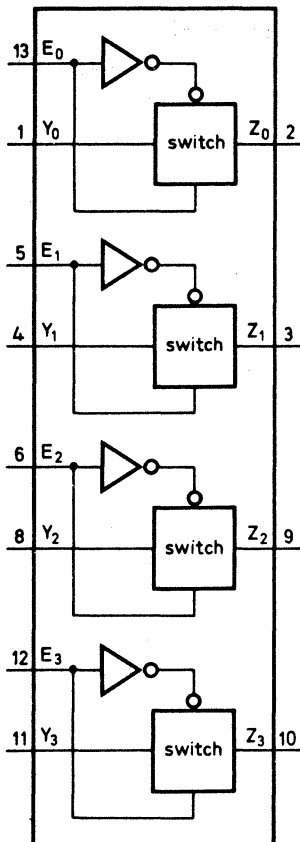 13 E0
1 Y0 switch Z0 2
5 E1
4 Y1 switch Z1 3
6 E2
8 Y2 switch Z2 9
12 E3
11 Y3 switch Z3 10